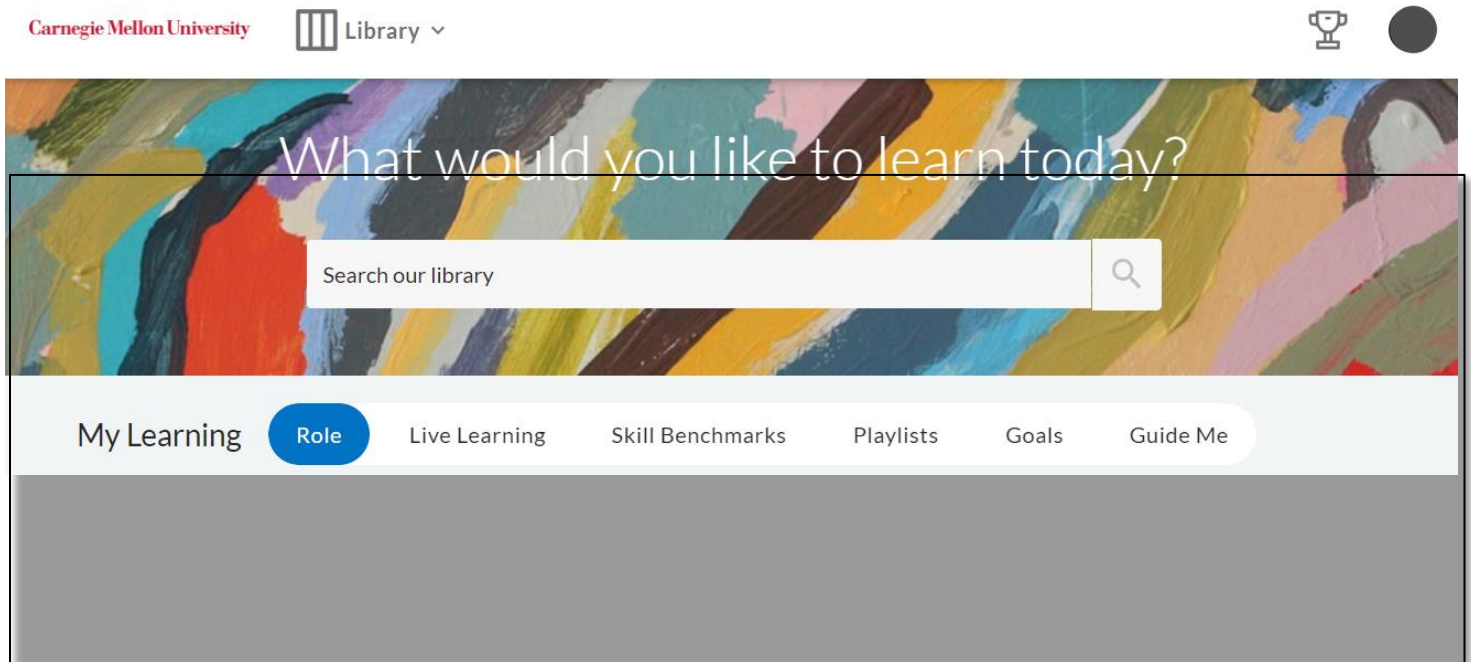 Carnegie Mellon University Library
What would you like to learn today?
Search our library
My Learning Role Live Learning Skill Benchmarks Playlists Goals Guide Me